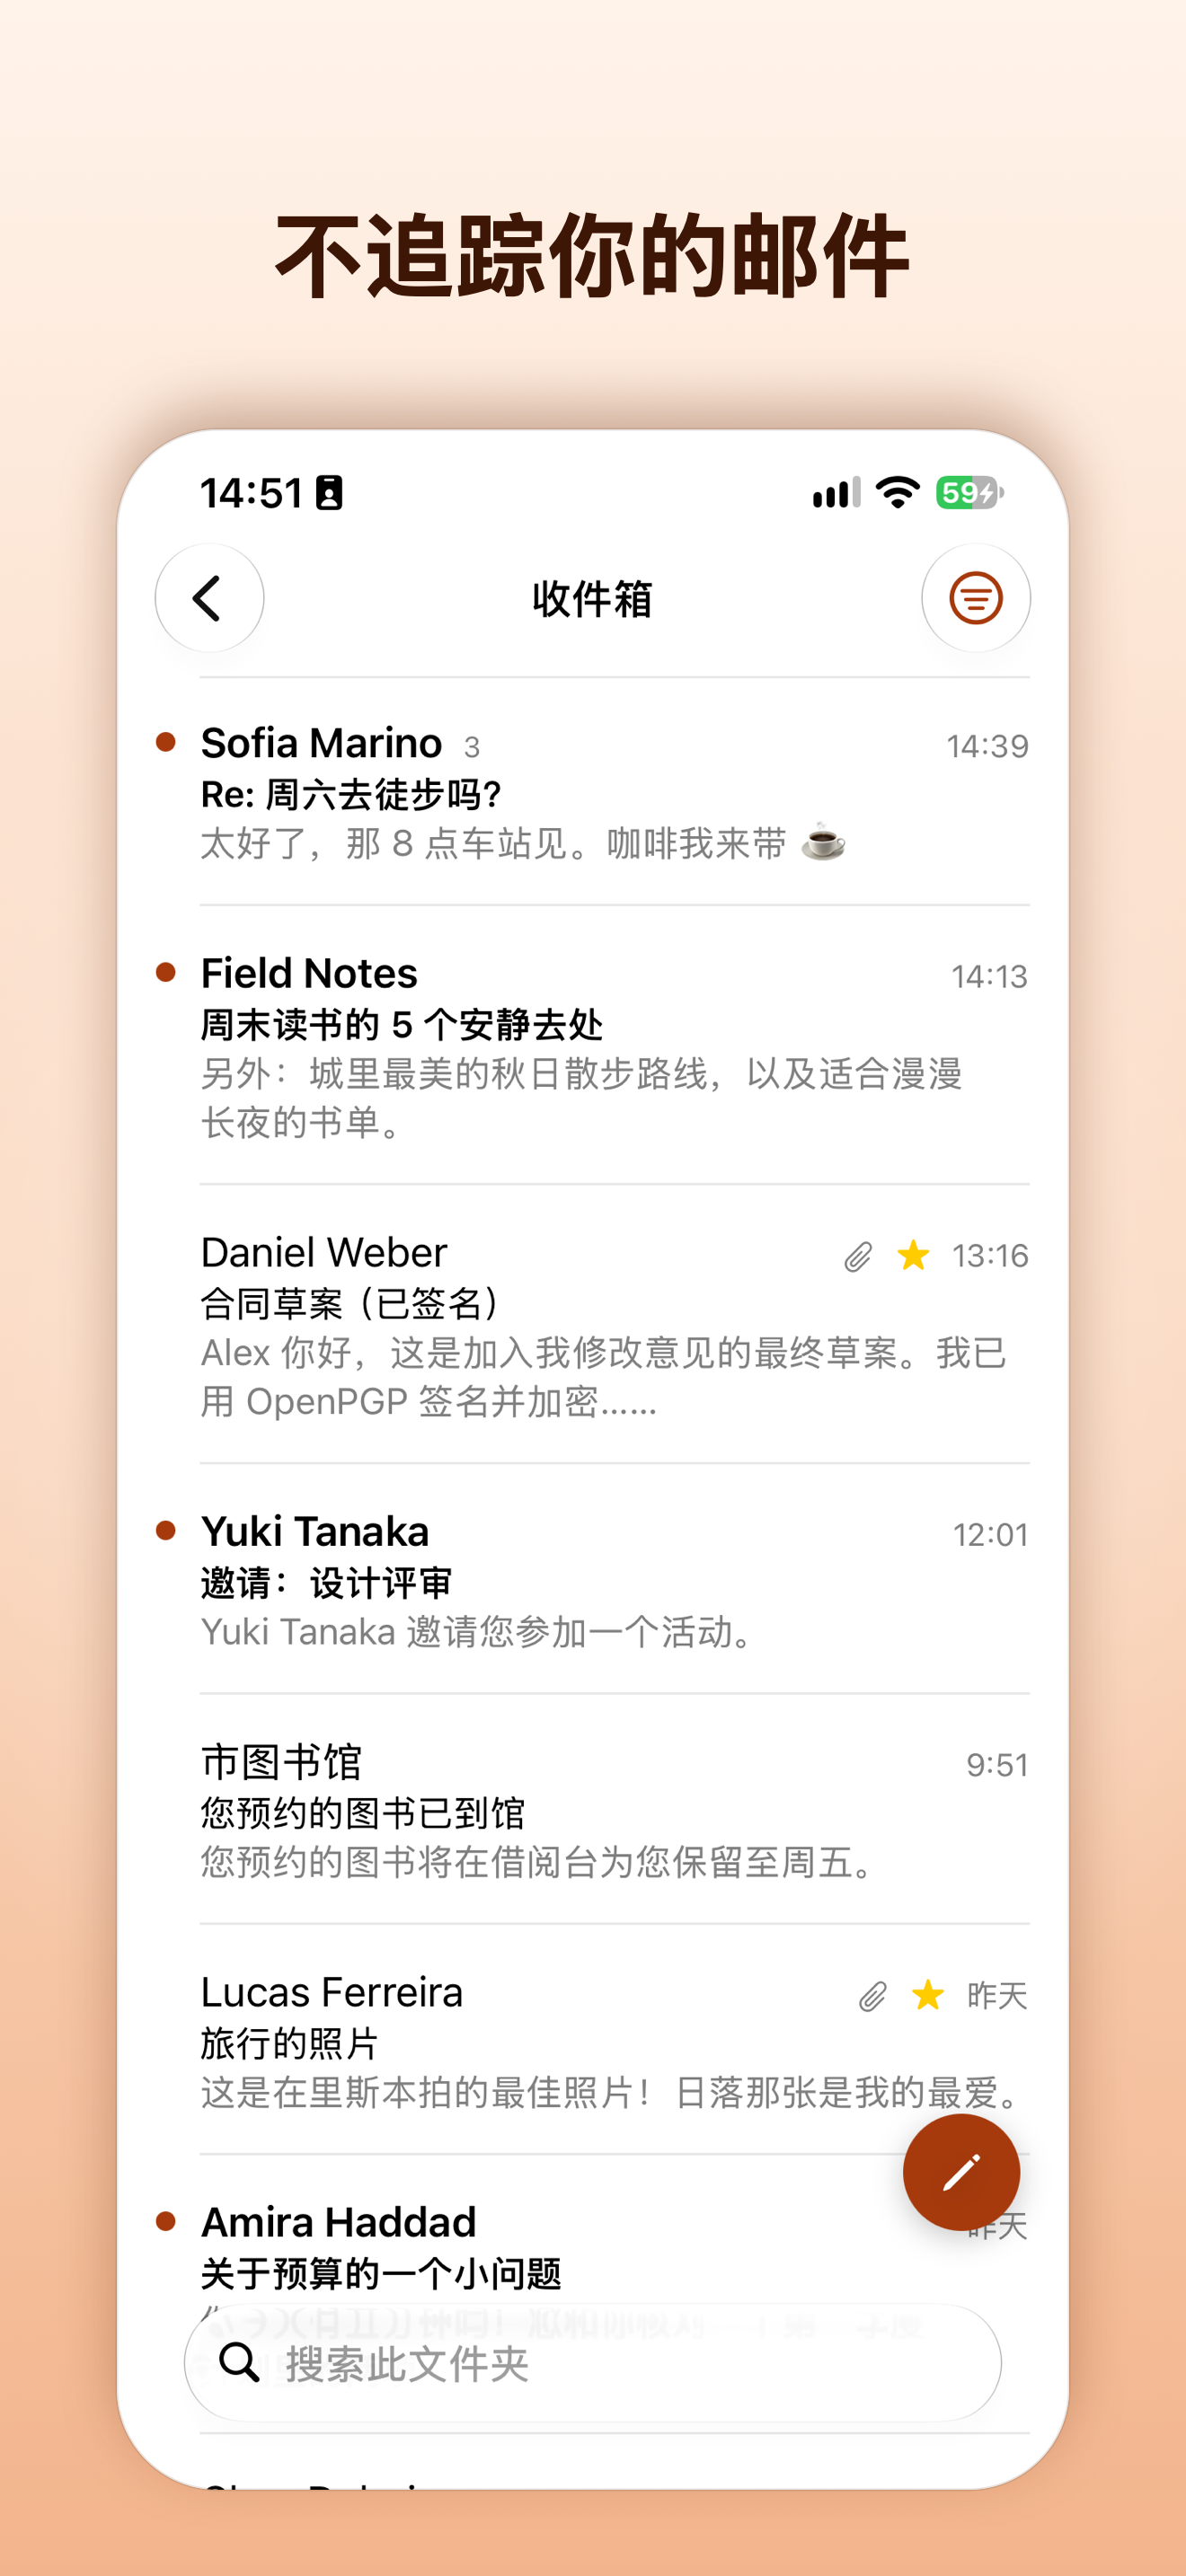 不追踪你的邮件
14:51
59
收件箱
Sofia Marino 3 14:39
Re: 周六去徒步吗?
太好了，那 8 点车站见。咖啡我来带 ☕
Field Notes 14:13
周末读书的 5 个安静去处
另外：城里最美的秋日散步路线，以及适合漫漫
长夜的书单。
Daniel Weber 13:16
合同草案（已签名）
Alex 你好，这是加入我修改意见的最终草案。我已
用 OpenPGP 签名并加密……
Yuki Tanaka 12:01
邀请：设计评审
Yuki Tanaka 邀请您参加一个活动。
市图书馆 9:51
您预约的图书已到馆
您预约的图书将在借阅台为您保留至周五。
Lucas Ferreira 昨天
旅行的照片
这是在里斯本拍的最佳照片！日落那张是我的最爱。
Amira Haddad 昨天
关于预算的一个小问题
搜索此文件夹